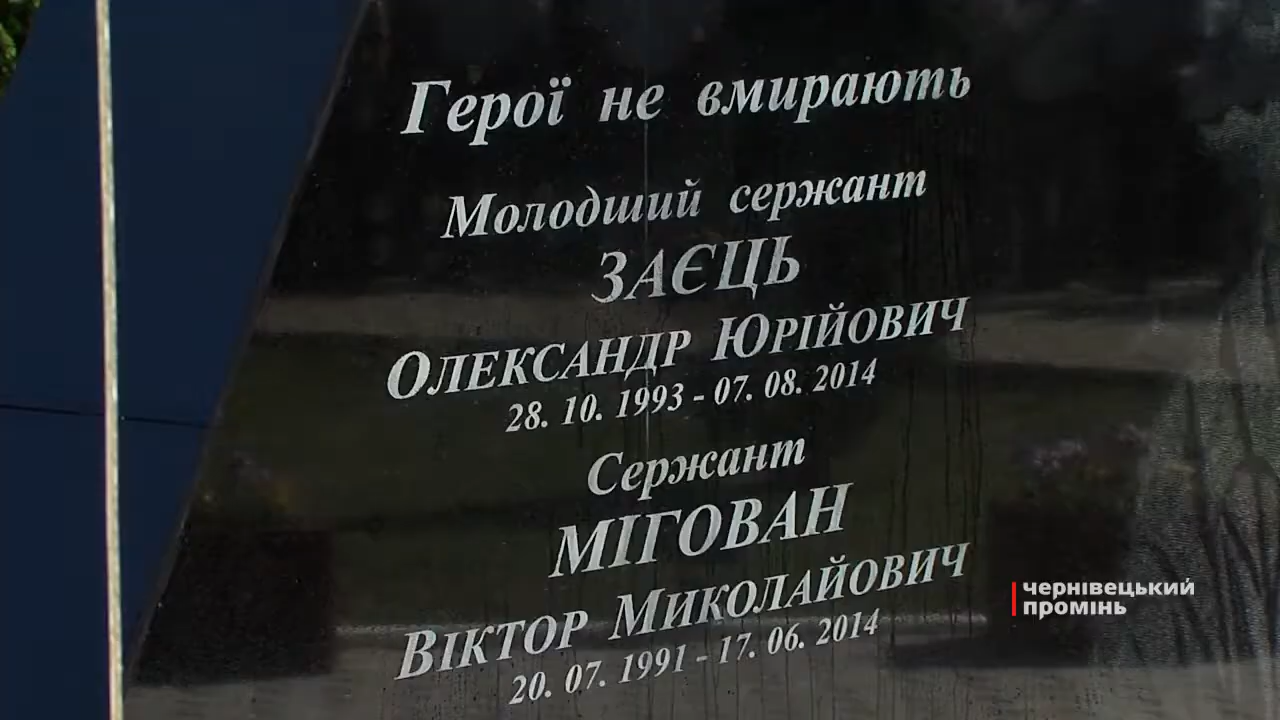 Герої не вмирають
Молодший сержант
ЗАЄЦЬ
ОЛЕКСАНДР ЮРІЙОВИЧ
28. 10. 1993 - 07. 08. 2014
Сержант
МІГОВАН
ВІКТОР МИКОЛАЙОВИЧ
20. 07. 1991 - 17. 06. 2014
чернівецький
промінь